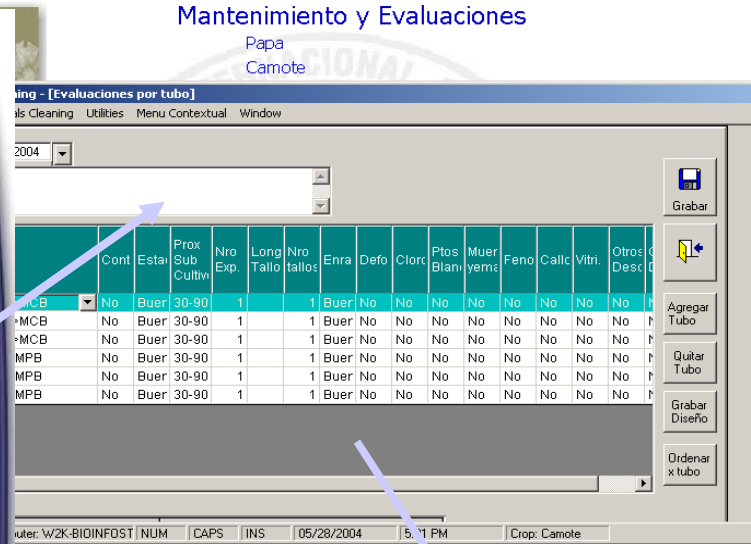 Mantenimiento y Evaluaciones
Papa
Camote
ning - [Evaluaciones por tubo]
als Cleaning Utilities Menu Contextual Window
2004
Grabar
Cont Estai Prox Sub Cultivo Nro Exp. Long Tallo Nro tallos Enra Defo Clorc Ptos Blanc Muer yema Feno Callc Vitri. Otros Desc
MCB No Buer 30-90 1 1 Buer No No No No No No No No
MCB No Buer 30-90 1 1 Buer No No No No No No No No
MCB No Buer 30-90 1 1 Buer No No No No No No No No
MPB No Buer 30-90 1 1 Buer No No No No No No No No
MPB No Buer 30-90 1 1 Buer No No No No No No No No
MPB No Buer 30-90 1 1 Buer No No No No No No No No
Agregar Tubo
Quitar Tubo
Grabar Diseño
Ordenar x tubo
uter: W2K-BIOINFOST NUM CAPS INS 05/28/2004 PM Crop: Camote